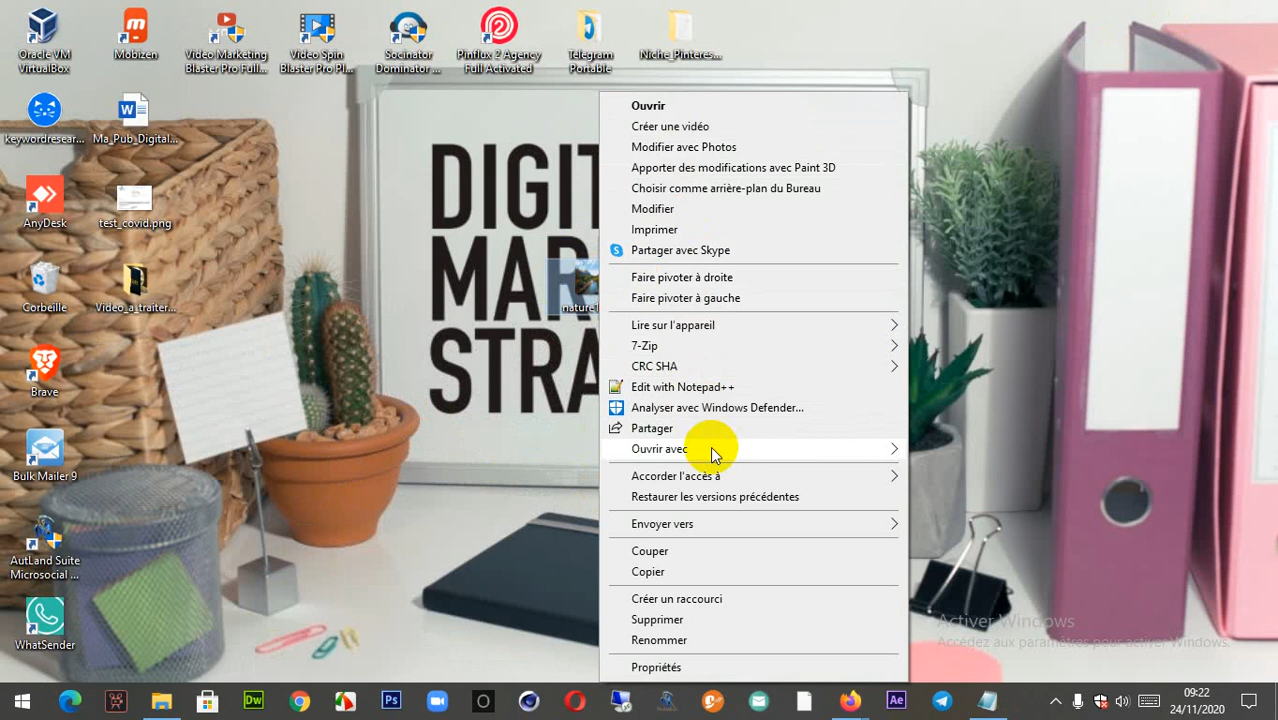 Oracle VM
VirtualBox
Mobizen
Video Marketing
Blaster Pro Full...
Video Spin
Blaster Pro Pl...
Socinator
Dominator ...
Pinflux 2 Agency
Full Activated
Telegram
Portable
Niche_Pinteres...
keywordresear...
Ma_Pub_Digital...
AnyDesk
test_covid.png
Corbeille
Video_a_traiter...
Brave
Bulk Mailer 9
AutLand Suite
Microsocial ...
WhatSender
DIGIT
MAR
STRA
nature1
Ouvrir
Créer une vidéo
Modifier avec Photos
Apporter des modifications avec Paint 3D
Choisir comme arrière-plan du Bureau
Modifier
Imprimer
Partager avec Skype
Faire pivoter à droite
Faire pivoter à gauche
Lire sur l'appareil
7-Zip
CRC SHA
Edit with Notepad++
Analyser avec Windows Defender...
Partager
Ouvrir avec
Accorder l'accès à
Restaurer les versions précédentes
Envoyer vers
Couper
Copier
Créer un raccourci
Supprimer
Renommer
Propriétés
Activer Windows
Accédez aux paramètres pour activer Windows.
Dw
Ps
Ae
09:22
24/11/2020